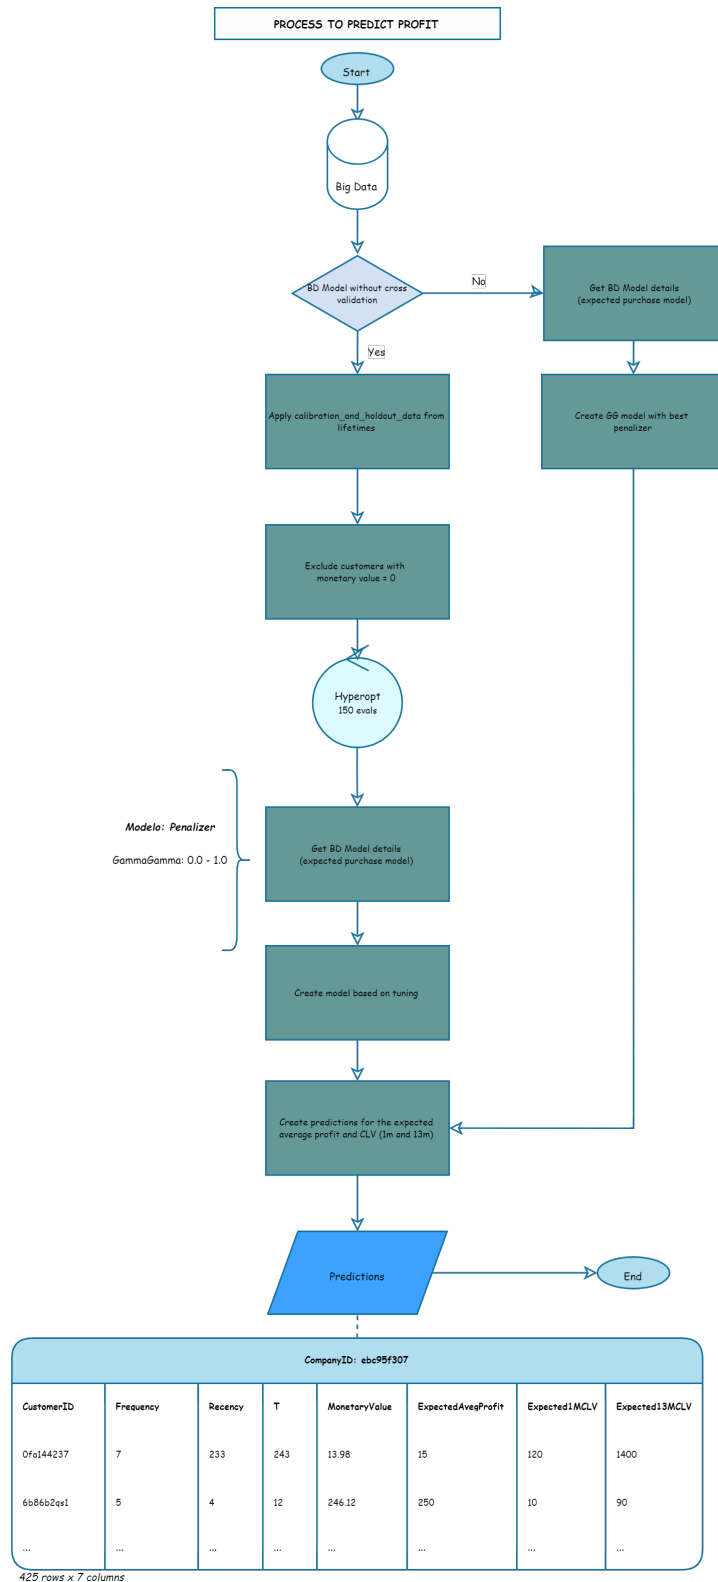 PROCESS TO PREDICT PROFIT
Start
Big Data
BD Model without cross
validation
No
Get BD Model details
(expected purchase model)
Yes
Apply calibration_and_holdout_data from
lifetimes
Create GG model with best
penalizer
Exclude customers with
monetary value = 0
Hyperopt
150 evals
Modelo: Penalizer
GammaGamma: 0.0 - 1.0
Get BD Model details
(expected purchase model)
Create model based on tuning
Create predictions for the expected
average profit and CLV (1m and 13m)
Predictions
End
CompanyID: ebc95f307
CustomerID Frequency Recency T MonetaryValue ExpectedAvegProfit Expected1MCLV Expected13MCLV
0fa144237 7 233 243 13.98 15 120 1400
6b86b2qs1 5 4 12 246.12 250 10 90
... ... ... ... ... ... ... ...
425 rows x 7 columns